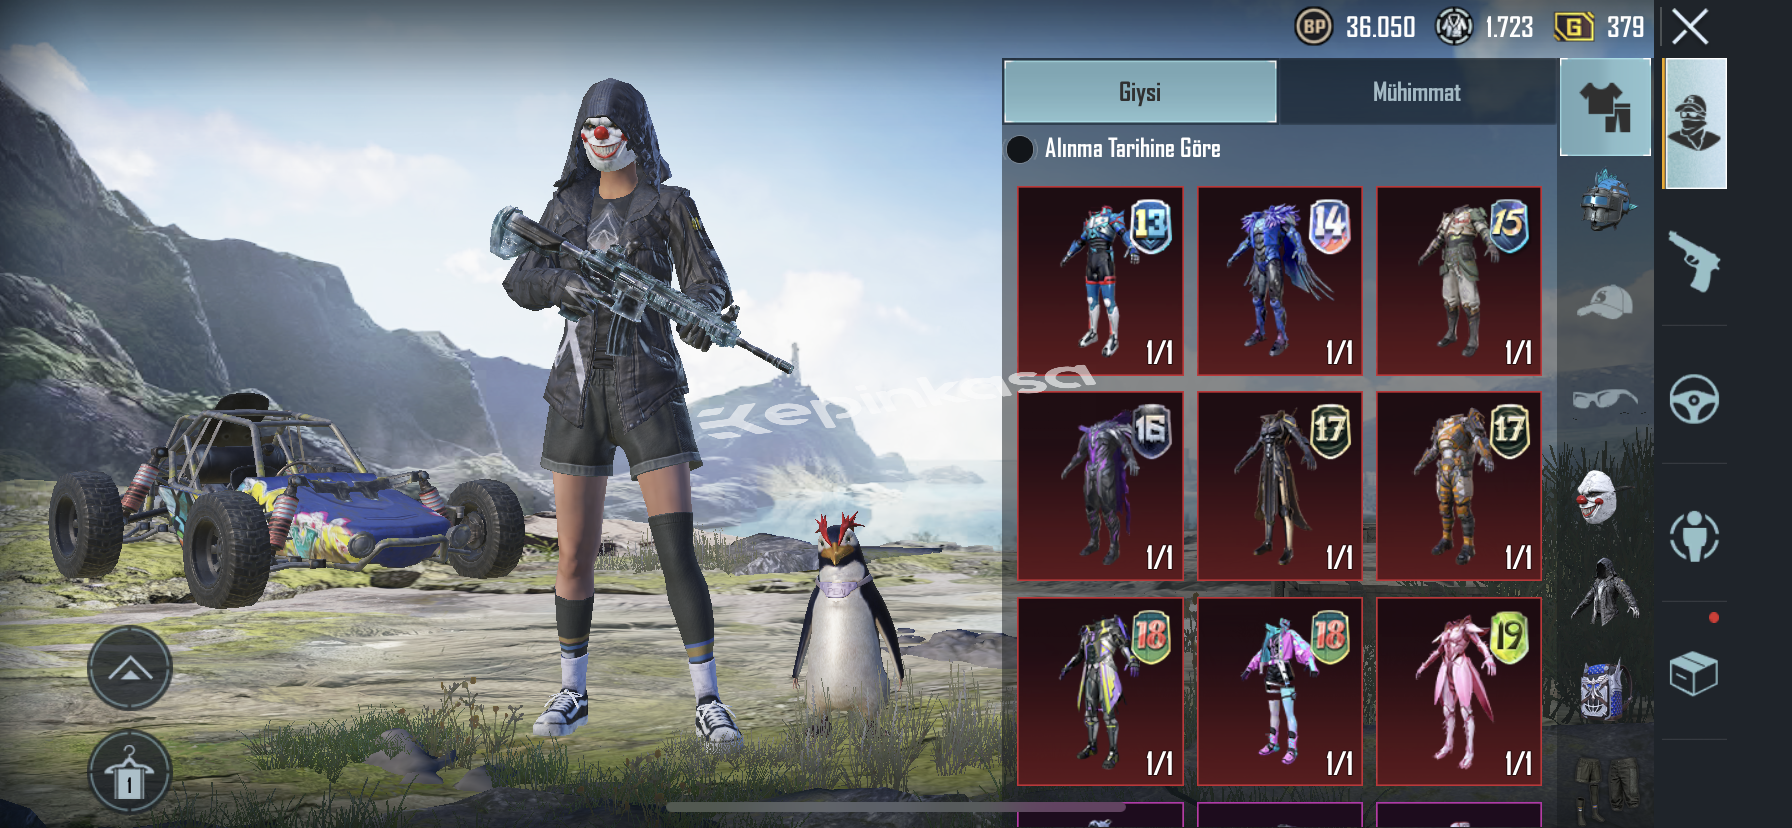 BP 36.050 1.723 G 379
Giysi Mühimmat
Alınma Tarihine Göre
13 14 15
1/1 1/1 1/1
epinkasa
16 17 17
1/1 1/1 1/1
18 18 19
1/1 1/1 1/1
1